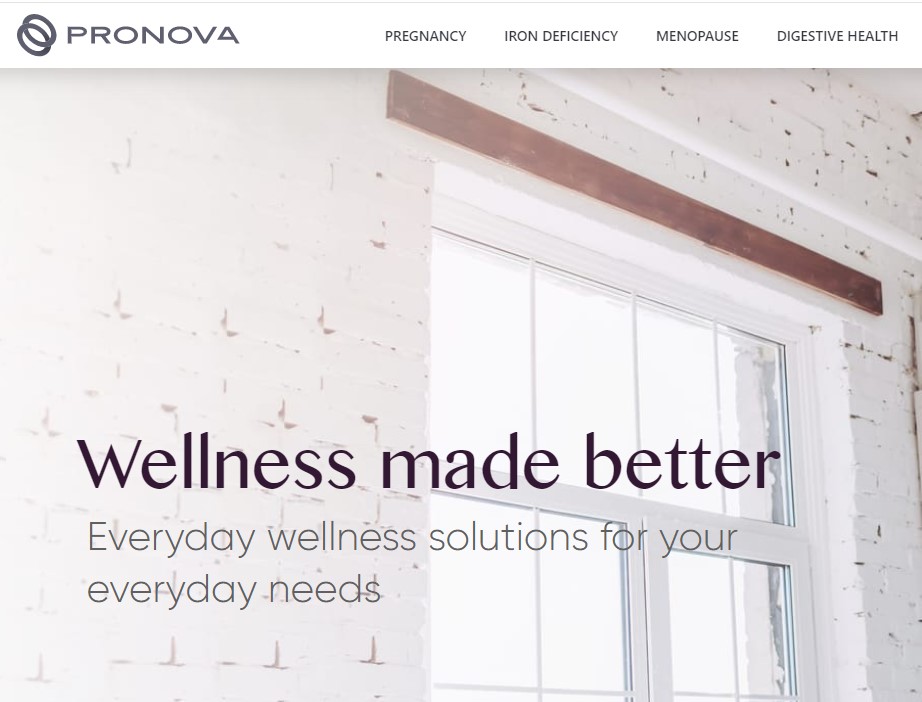 PRONOVA
PREGNANCY IRON DEFICIENCY MENOPAUSE DIGESTIVE HEALTH
Wellness made better
Everyday wellness solutions for your
everyday needs